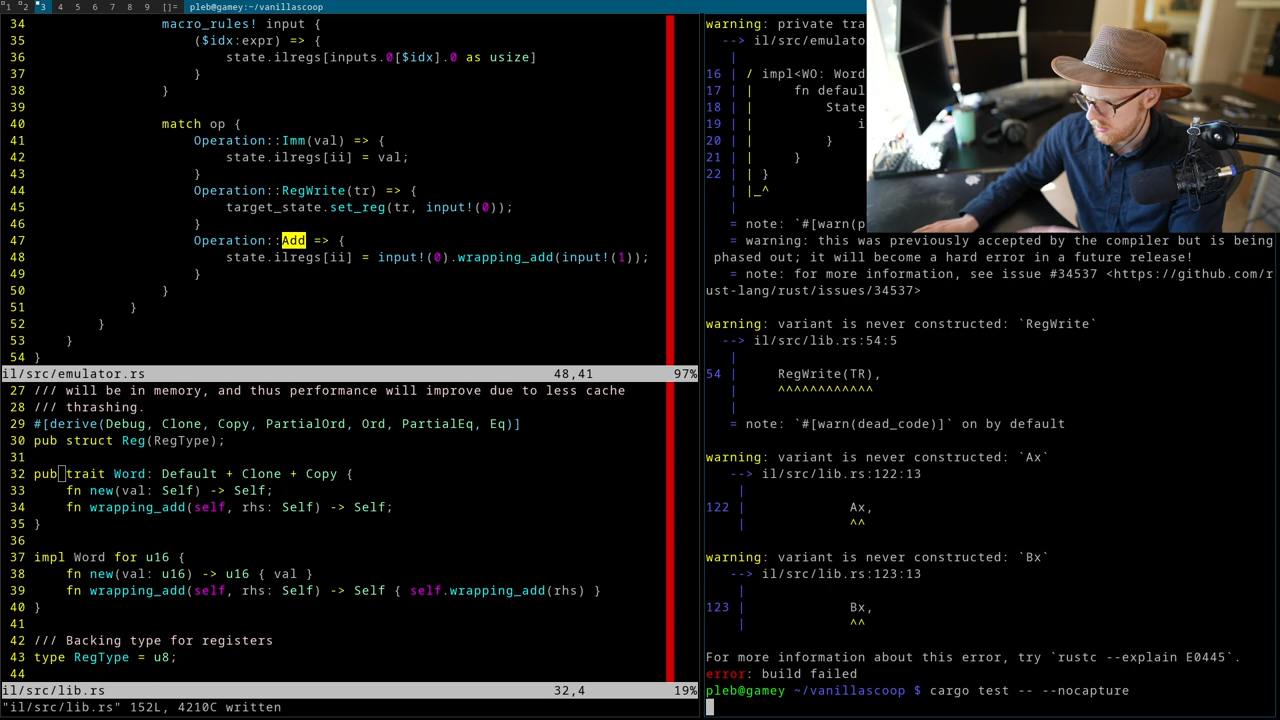 1 2 3 4 5 6 7 8 9 []= pleb@gamey:~/vanillascoop
34 macro_rules! input {
35 ($idx:expr) => {
36 state.ilregs[inputs.0[$idx].0 as usize]
37 }
38 }
39
40 match op {
41 Operation::Imm(val) => {
42 state.ilregs[ii] = val;
43 }
44 Operation::RegWrite(tr) => {
45 target_state.set_reg(tr, input!(0));
46 }
47 Operation::Add => {
48 state.ilregs[ii] = input!(0).wrapping_add(input!(1));
49 }
50 }
51 }
52 }
53 }
54 }
il/src/emulator.rs 48,41 97%
27 /// will be in memory, and thus performance will improve due to less cache
28 /// thrashing.
29 #[derive(Debug, Clone, Copy, PartialOrd, Ord, PartialEq, Eq)]
30 pub struct Reg(RegType);
31
32 pub trait Word: Default + Clone + Copy {
33 fn new(val: Self) -> Self;
34 fn wrapping_add(self, rhs: Self) -> Self;
35 }
36
37 impl Word for u16 {
38 fn new(val: u16) -> u16 { val }
39 fn wrapping_add(self, rhs: Self) -> Self { self.wrapping_add(rhs) }
40 }
41
42 /// Backing type for registers
43 type RegType = u8;
44
il/src/lib.rs 32,4 19%
"il/src/lib.rs" 152L, 4210C written
warning: private tra
--> il/src/emulato
|
16 | / impl<WO: Word
17 | | fn defaul
18 | | State
19 | | i
20 | | }
21 | | }
22 | | }
| |_^
|
= note: `#[warn(p
= warning: this was previously accepted by the compiler but is being
phased out; it will become a hard error in a future release!
= note: for more information, see issue #34537 <https://github.com/r
ust-lang/rust/issues/34537>
warning: variant is never constructed: `RegWrite`
--> il/src/lib.rs:54:5
|
54 | RegWrite(TR),
| ^^^^^^^^^^^^
|
= note: `#[warn(dead_code)]` on by default
warning: variant is never constructed: `Ax`
--> il/src/lib.rs:122:13
|
122 | Ax,
| ^^
warning: variant is never constructed: `Bx`
--> il/src/lib.rs:123:13
|
123 | Bx,
| ^^
For more information about this error, try `rustc --explain E0445`.
error: build failed
pleb@gamey ~/vanillascoop $ cargo test -- --nocapture